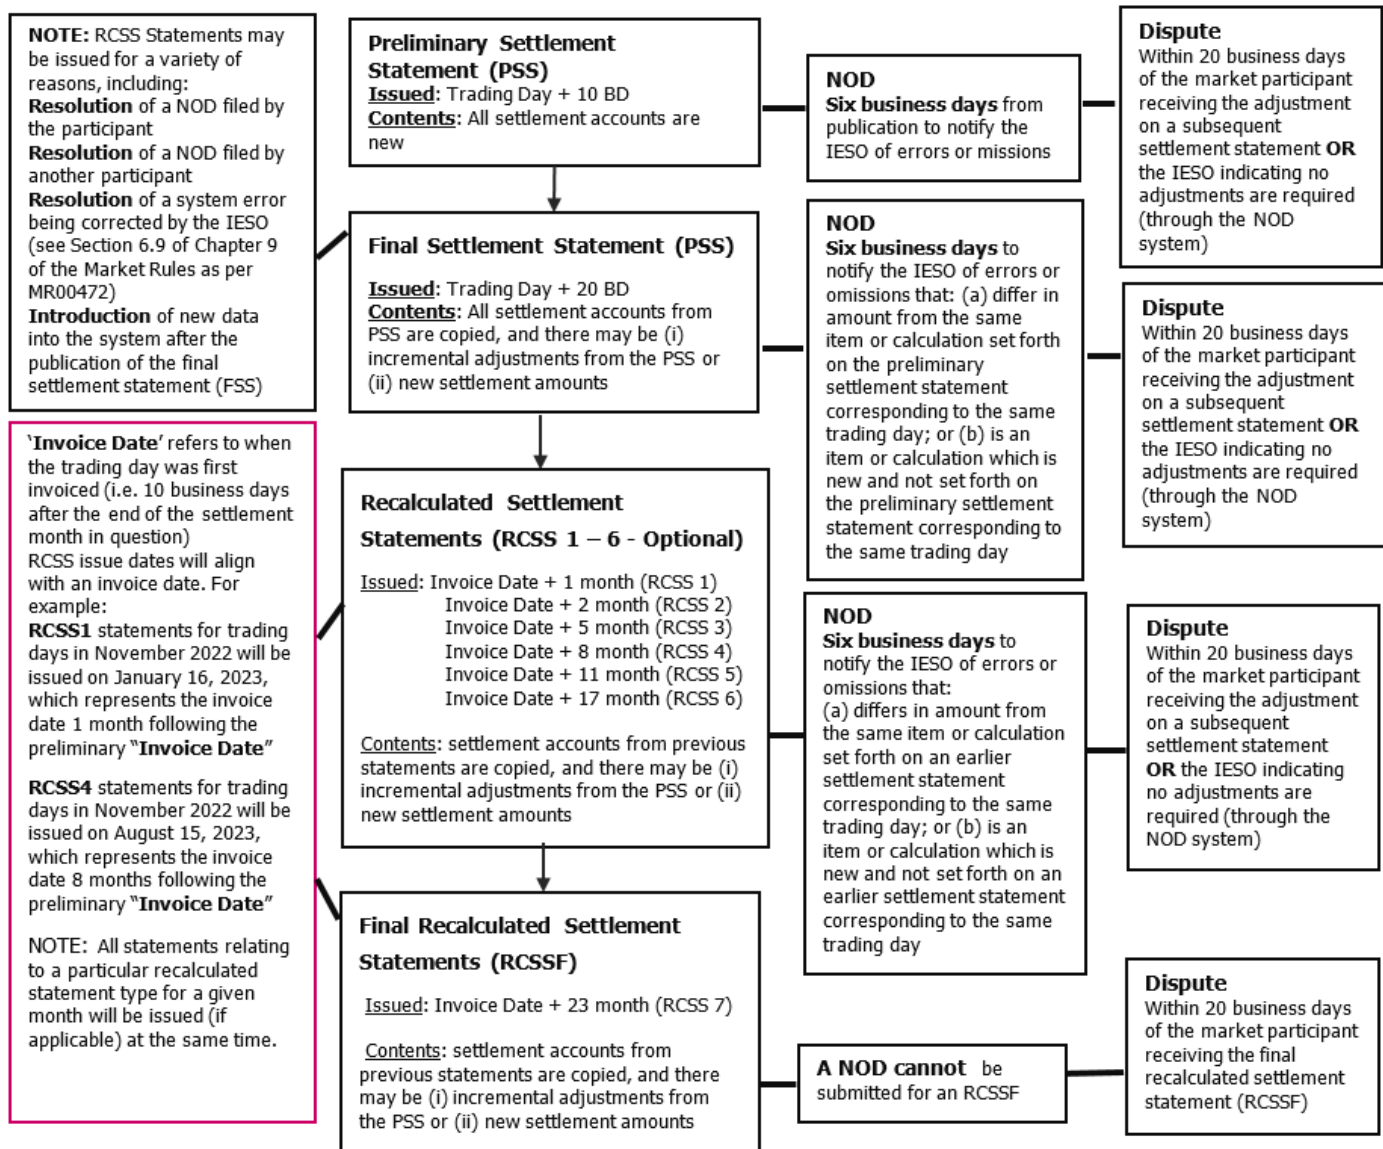 NOTE: RCSS Statements may
be issued for a variety of
reasons, including:
Resolution of a NOD filed by
the participant
Resolution of a NOD filed by
another participant
Resolution of a system error
being corrected by the IESO
(see Section 6.9 of Chapter 9
of the Market Rules as per
MR00472)
Introduction of new data
into the system after the
publication of the final
settlement statement (FSS)
'Invoice Date' refers to when
the trading day was first
invoiced (i.e. 10 business days
after the end of the settlement
month in question)
RCSS issue dates will align
with an invoice date. For
example:
RCSS1 statements for trading
days in November 2022 will be
issued on January 16, 2023,
which represents the invoice
date 1 month following the
preliminary "Invoice Date"
RCSS4 statements for trading
days in November 2022 will be
issued on August 15, 2023,
which represents the invoice
date 8 months following the
preliminary "Invoice Date"
NOTE: All statements relating
to a particular recalculated
statement type for a given
month will be issued (if
applicable) at the same time.
Preliminary Settlement
Statement (PSS)
Issued: Trading Day + 10 BD
Contents: All settlement accounts are
new
Final Settlement Statement (PSS)
Issued: Trading Day + 20 BD
Contents: All settlement accounts from
PSS are copied, and there may be (i)
incremental adjustments from the PSS or
(ii) new settlement amounts
Recalculated Settlement
Statements (RCSS 1 – 6 - Optional)
Issued: Invoice Date + 1 month (RCSS 1)
Invoice Date + 2 month (RCSS 2)
Invoice Date + 5 month (RCSS 3)
Invoice Date + 8 month (RCSS 4)
Invoice Date + 11 month (RCSS 5)
Invoice Date + 17 month (RCSS 6)
Contents: settlement accounts from previous
statements are copied, and there may be (i)
incremental adjustments from the PSS or (ii)
new settlement amounts
Final Recalculated Settlement
Statements (RCSSF)
Issued: Invoice Date + 23 month (RCSS 7)
Contents: settlement accounts from
previous statements are copied, and there
may be (i) incremental adjustments from
the PSS or (ii) new settlement amounts
NOD
Six business days from
publication to notify the
IESO of errors or missions
NOD
Six business days to
notify the IESO of errors or
omissions that: (a) differ in
amount from the same
item or calculation set forth
on the preliminary
settlement statement
corresponding to the same
trading day; or (b) is an
item or calculation which is
new and not set forth on
the preliminary settlement
statement corresponding to
the same trading day
NOD
Six business days to
notify the IESO of errors or
omissions that:
(a) differs in amount from
the same item or calculation
set forth on an earlier
settlement statement
corresponding to the same
trading day; or (b) is an
item or calculation which is
new and not set forth on an
earlier settlement statement
corresponding to the same
trading day
A NOD cannot be
submitted for an RCSSF
Dispute
Within 20 business days
of the market participant
receiving the adjustment
on a subsequent
settlement statement OR
the IESO indicating no
adjustments are required
(through the NOD
system)
Dispute
Within 20 business days
of the market participant
receiving the adjustment
on a subsequent
settlement statement OR
the IESO indicating no
adjustments are required
(through the NOD
system)
Dispute
Within 20 business days
of the market participant
receiving the adjustment
on a subsequent
settlement statement
OR the IESO indicating
no adjustments are
required (through the
NOD system)
Dispute
Within 20 business days
of the market participant
receiving the final
recalculated settlement
statement (RCSSF)